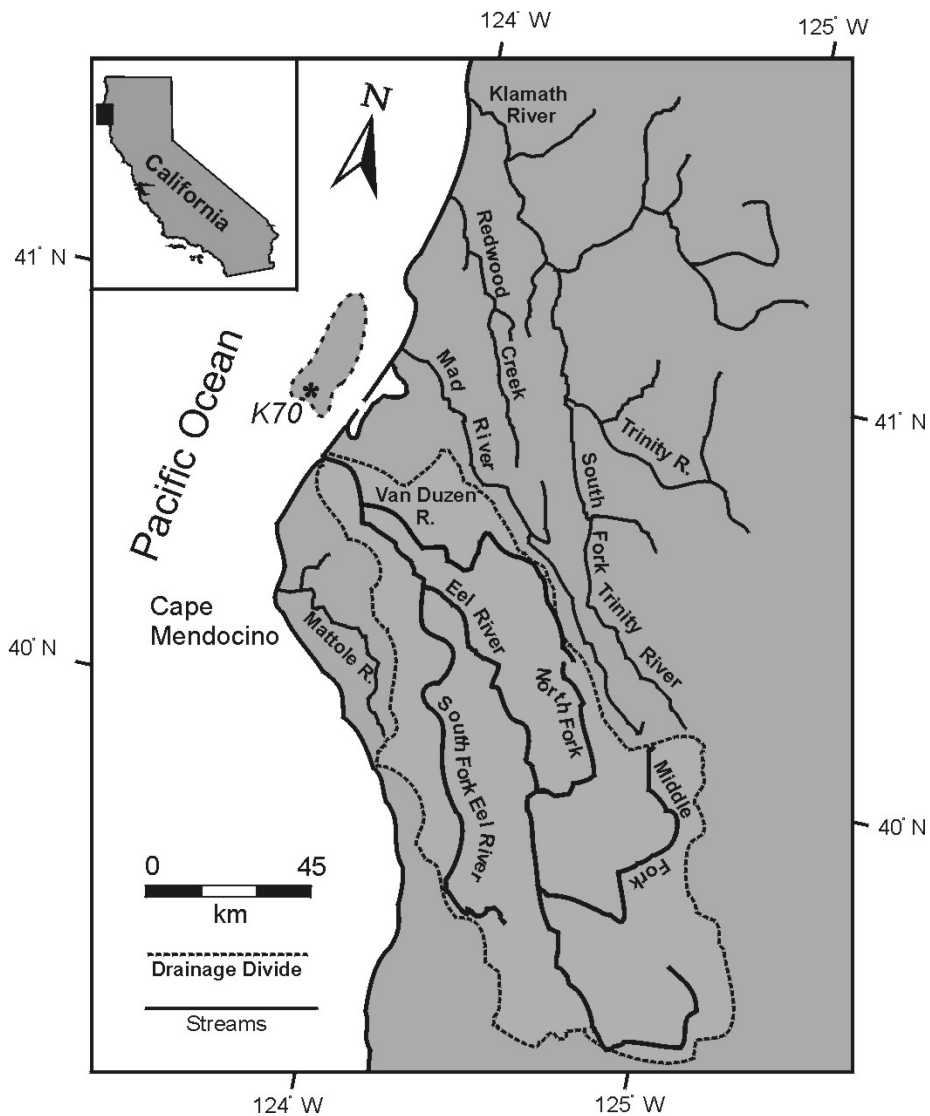 124° W
125° W
Klamath
River
N
California
41° N
Redwood
Creek
Mad
River
K70
Pacific Ocean
41° N
Trinity R.
South
Fork
Trinity
River
Van Duzen
R.
Eel River
Cape
Mendocino
40° N
Mattole R.
North Fork
South Fork Eel River
Middle
Fork
40° N
0 45
km
Drainage Divide
Streams
124° W
125° W